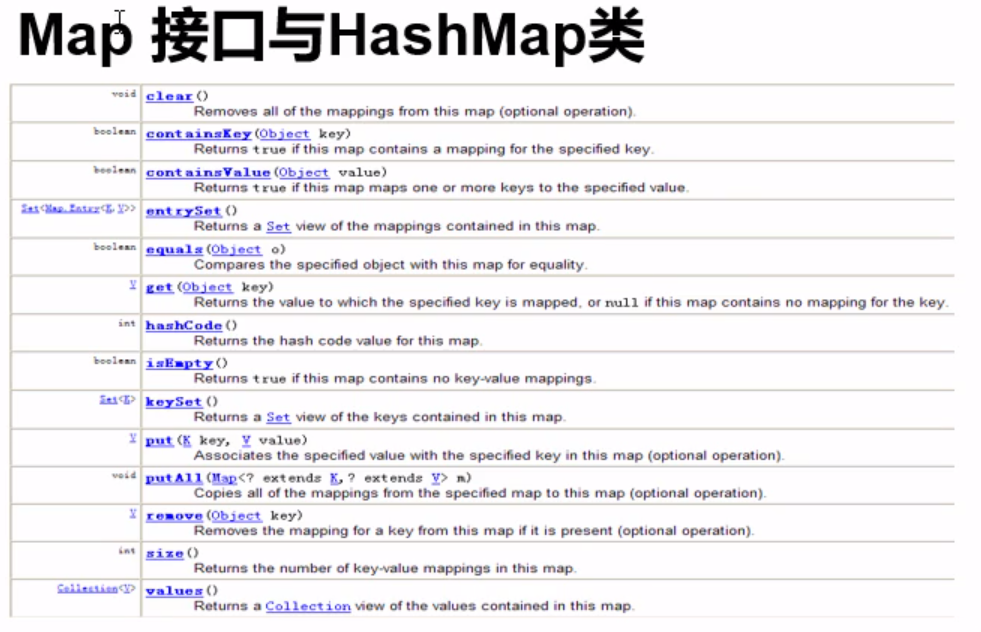 Map 接口与HashMap类
void clear()
Removes all of the mappings from this map (optional operation).
boolean containsKey(Object key)
Returns true if this map contains a mapping for the specified key.
boolean containsValue(Object value)
Returns true if this map maps one or more keys to the specified value.
Set<Map.Entry<K,V>> entrySet()
Returns a Set view of the mappings contained in this map.
boolean equals(Object o)
Compares the specified object with this map for equality.
V get(Object key)
Returns the value to which the specified key is mapped, or null if this map contains no mapping for the key.
int hashCode()
Returns the hash code value for this map.
boolean isEmpty()
Returns true if this map contains no key-value mappings.
Set<K> keySet()
Returns a Set view of the keys contained in this map.
V put(K key, V value)
Associates the specified value with the specified key in this map (optional operation).
void putAll(Map<? extends K,? extends V> m)
Copies all of the mappings from the specified map to this map (optional operation).
V remove(Object key)
Removes the mapping for a key from this map if it is present (optional operation).
int size()
Returns the number of key-value mappings in this map.
Collection<V> values()
Returns a Collection view of the values contained in this map.